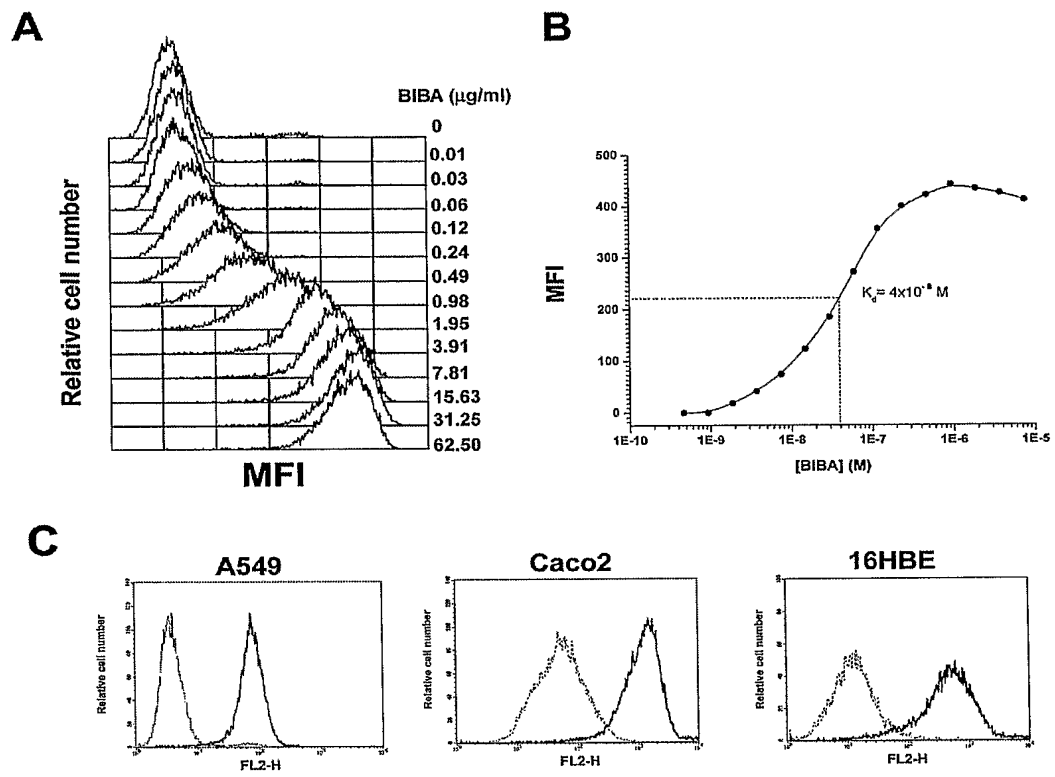 A
BIBA (µg/ml)
0
0.01
0.03
0.06
0.12
0.24
0.49
0.98
1.95
3.91
7.81
15.63
31.25
62.50
Relative cell number
MFI
B
500
400
300
200
100
0
MFI
Kd= 4x10⁻⁸ M
1E-10
1E-9
1E-8
1E-7
1E-6
1E-5
[BIBA] (M)
C
A549
Relative cell number
FL2-H
Caco2
Relative cell number
FL2-H
16HBE
Relative cell number
FL2-H